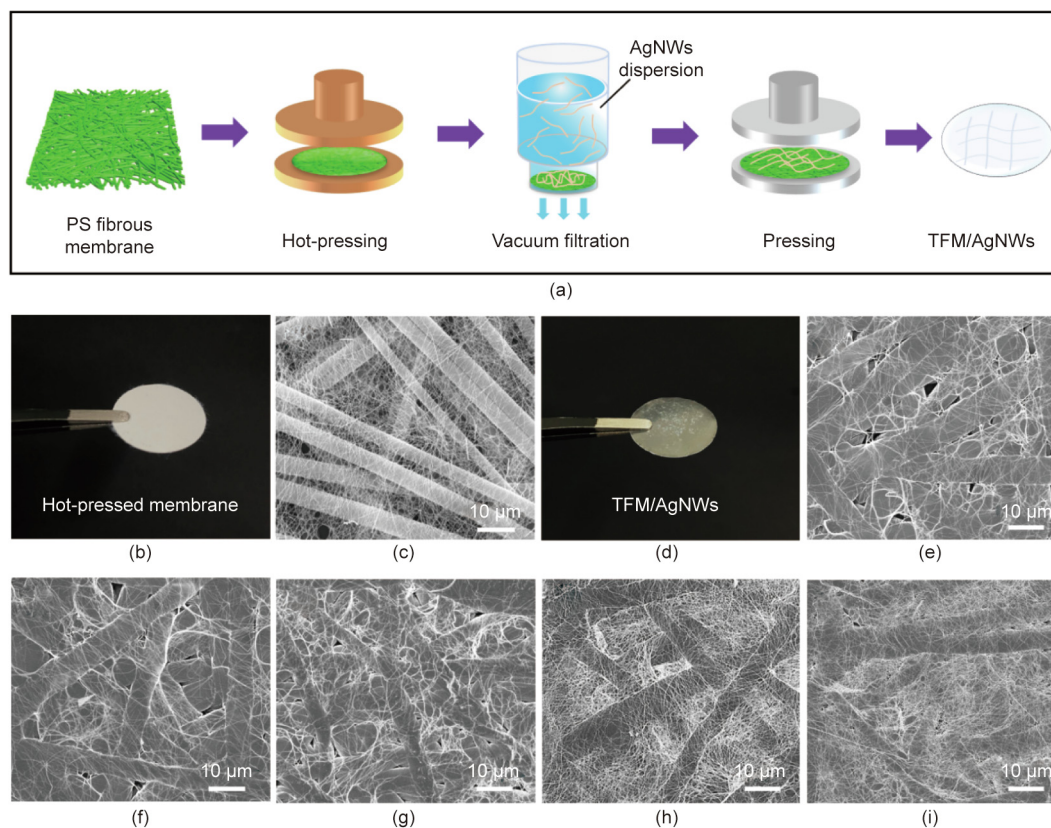 AgNWs
dispersion
PS fibrous
membrane
Hot-pressing
Vacuum filtration
Pressing
TFM/AgNWs
(a)
Hot-pressed membrane
10 μm
TFM/AgNWs
10 μm
(b)
(c)
(d)
(e)
10 μm
10 μm
10 μm
10 μm
(f)
(g)
(h)
(i)